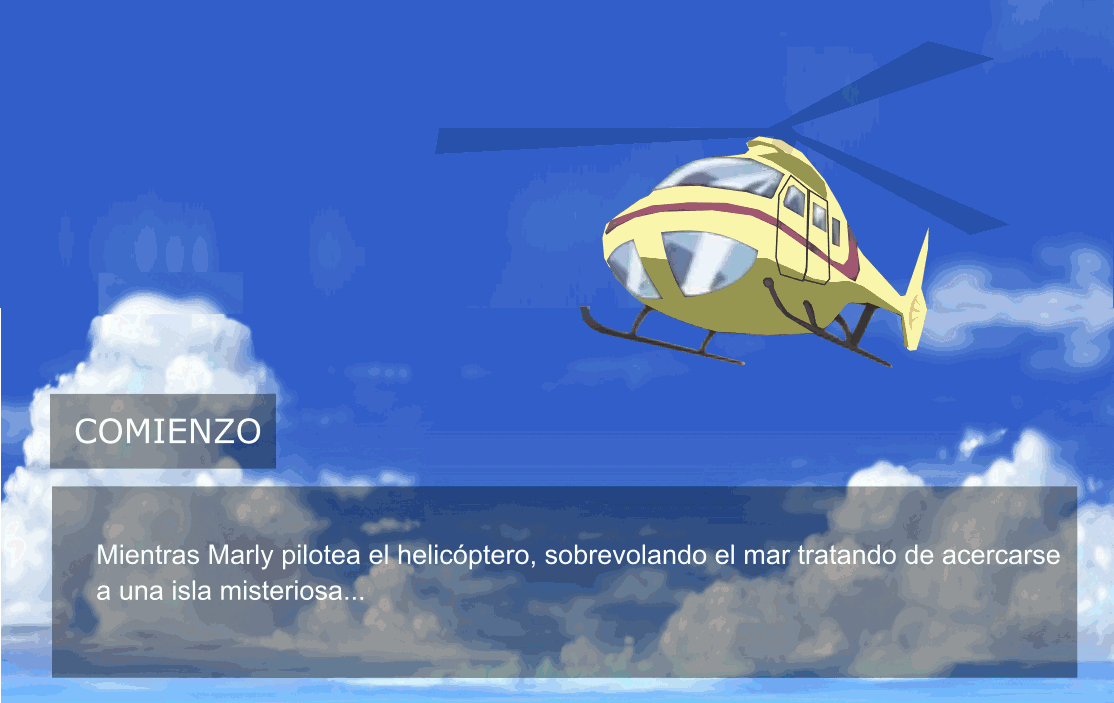 COMIENZO
Mientras Marly pilotea el helicóptero, sobrevolando el mar tratando de acercarse
a una isla misteriosa...